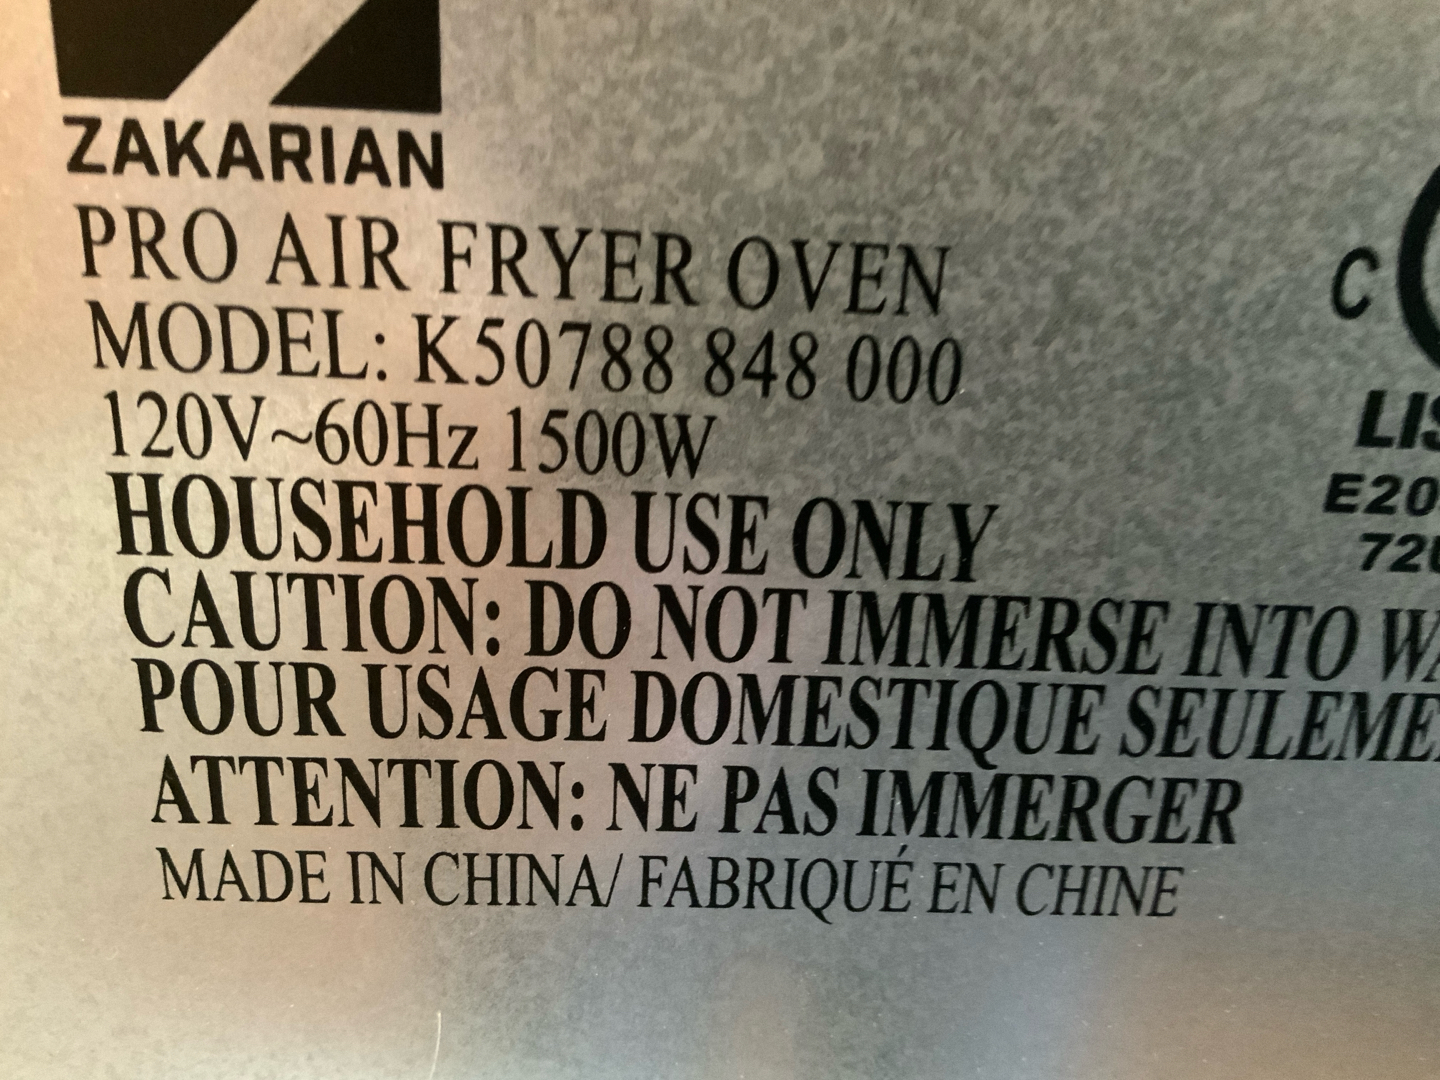 ZAKARIAN
PRO AIR FRYER OVEN
MODEL: K50788 848 000
120V~60Hz 1500W
HOUSEHOLD USE ONLY
CAUTION: DO NOT IMMERSE INTO
POUR USAGE DOMESTIQUE
ATTENTION: NE PAS IMMERGER
MADE IN CHINA/ FABRIQUÉ EN CHINE
C